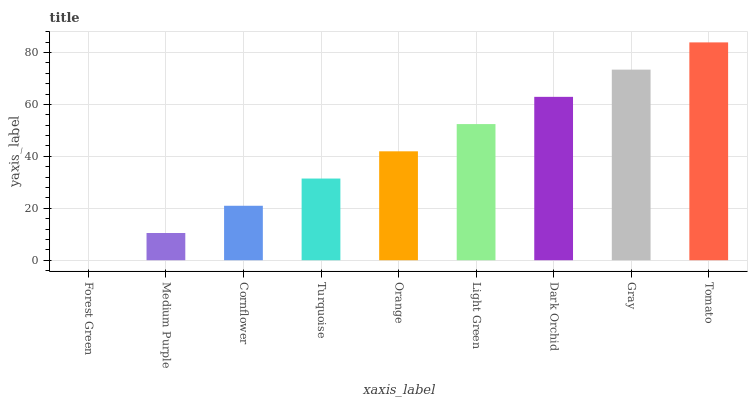 title
80
60
40
20
0
yaxis_label
Forest Green
Medium Purple
Cornflower
Turquoise
Orange
Light Green
Dark Orchid
Gray
Tomato
xaxis_label